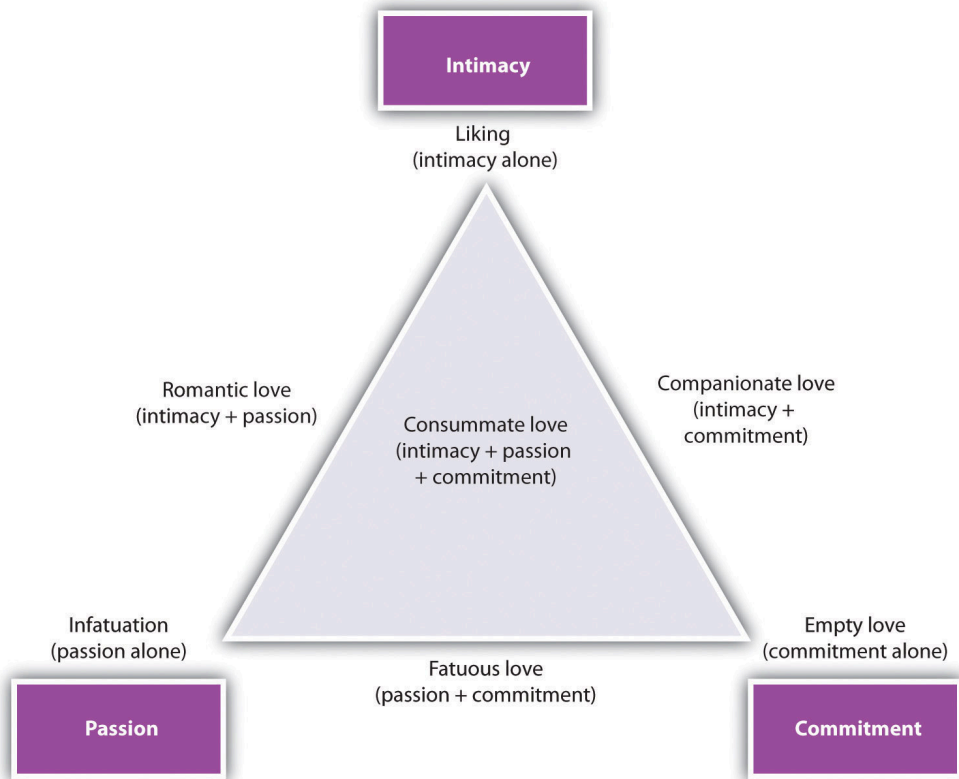 Intimacy
Liking
(intimacy alone)
Romantic love
(intimacy + passion)
Companionate love
(intimacy +
commitment)
Consummate love
(intimacy + passion
+ commitment)
Infatuation
(passion alone)
Empty love
(commitment alone)
Fatuous love
(passion + commitment)
Passion
Commitment